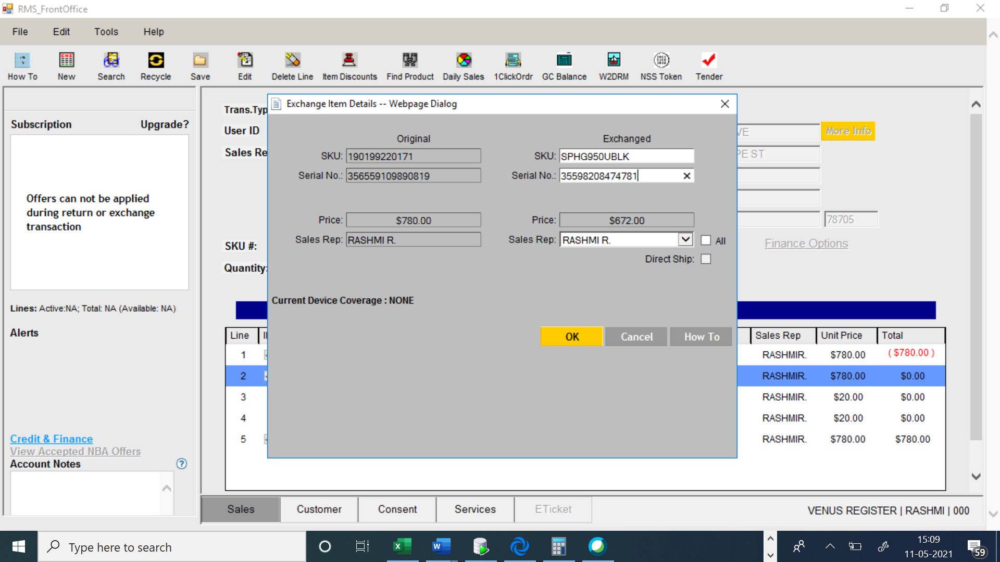 RMS_FrontOffice
File Edit Tools Help
How To New Search Recycle Save Edit Delete Line Item Discounts Find Product Daily Sales 1ClickOrdr GC Balance W2DRM NSS Token Tender
Subscription Upgrade?
Offers can not be applied
during return or exchange
transaction
Lines: Active:NA; Total: NA (Available: NA)
Alerts
Credit & Finance
View Accepted NBA Offers
Account Notes
?
Trans.Typ
User ID
Sales Re
SKU #:
Quantity:
VE
More Info
PE ST
78705
Finance Options
Exchange Item Details -- Webpage Dialog
Original Exchanged
SKU: 190199220171 SKU: SPHG950UBLK
Serial No.: 356559109890819 Serial No.: 35598208474781
Price: $780.00 Price: $672.00
Sales Rep: RASHMI R. Sales Rep: RASHMI R. All
Direct Ship:
Current Device Coverage : NONE
OK Cancel How To
Line Sales Rep Unit Price Total
1 RASHMIR. $780.00 ( $780.00 )
2 RASHMIR. $780.00 $0.00
3 RASHMIR. $20.00 $0.00
4 RASHMIR. $20.00 $0.00
5 RASHMIR. $780.00 $780.00
Sales Customer Consent Services ETicket
VENUS REGISTER | RASHMI | 000
Type here to search
15:09
11-05-2021
59